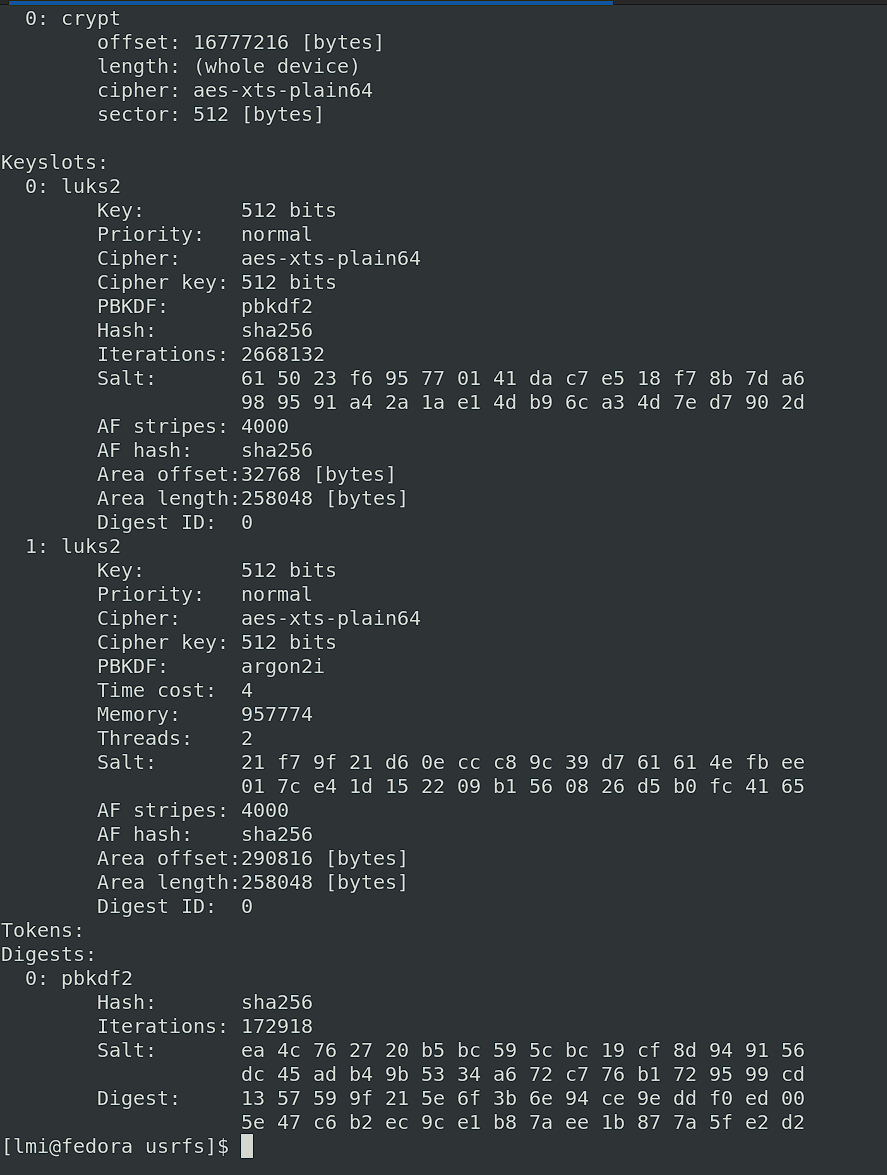 0: crypt
offset: 16777216 [bytes]
length: (whole device)
cipher: aes-xts-plain64
sector: 512 [bytes]
Keyslots:
0: luks2
Key: 512 bits
Priority: normal
Cipher: aes-xts-plain64
Cipher key: 512 bits
PBKDF: pbkdf2
Hash: sha256
Iterations: 2668132
Salt: 61 50 23 f6 95 77 01 41 da c7 e5 18 f7 8b 7d a6
98 95 91 a4 2a 1a e1 4d b9 6c a3 4d 7e d7 90 2d
AF stripes: 4000
AF hash: sha256
Area offset:32768 [bytes]
Area length:258048 [bytes]
Digest ID: 0
1: luks2
Key: 512 bits
Priority: normal
Cipher: aes-xts-plain64
Cipher key: 512 bits
PBKDF: argon2i
Time cost: 4
Memory: 957774
Threads: 2
Salt: 21 f7 9f 21 d6 0e cc c8 9c 39 d7 61 61 4e fb ee
01 7c e4 1d 15 22 09 b1 56 08 26 d5 b0 fc 41 65
AF stripes: 4000
AF hash: sha256
Area offset:290816 [bytes]
Area length:258048 [bytes]
Digest ID: 0
Tokens:
Digests:
0: pbkdf2
Hash: sha256
Iterations: 172918
Salt: ea 4c 76 27 20 b5 bc 59 5c bc 19 cf 8d 94 91 56
dc 45 ad b4 9b 53 34 a6 72 c7 76 b1 72 95 99 cd
Digest: 13 57 59 9f 21 5e 6f 3b 6e 94 ce 9e dd f0 ed 00
5e 47 c6 b2 ec 9c e1 b8 7a ee 1b 87 7a 5f e2 d2
[lmi@fedora usrfs]$